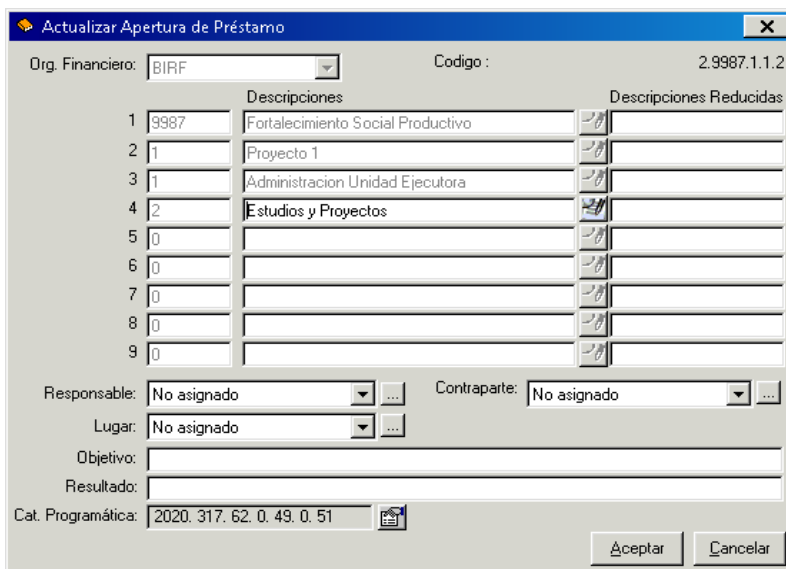 Actualizar Apertura de Préstamo
Org. Financiero: BIRF Codigo : 2.9987.1.1.2
Descripciones Descripciones Reducidas
1 9987 Fortalecimiento Social Productivo
2 1 Proyecto 1
3 1 Administracion Unidad Ejecutora
4 2 Estudios y Proyectos
5 0
6 0
7 0
8 0
9 0
Responsable: No asignado ... Contraparte: No asignado ...
Lugar: No asignado ...
Objetivo:
Resultado:
Cat. Programática: 2020. 317. 62. 0. 49. 0. 51
Aceptar Cancelar